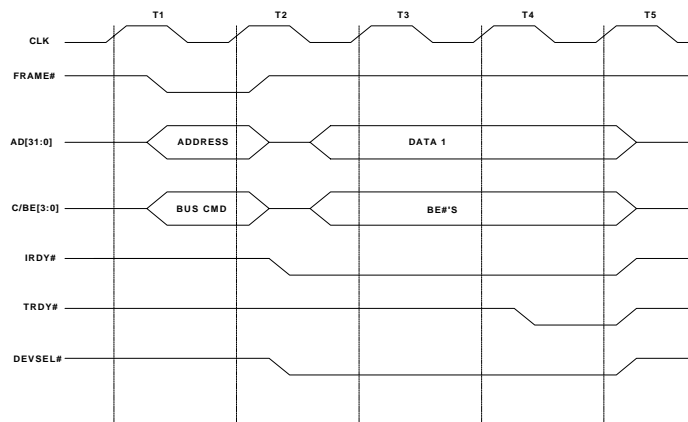 T1 T2 T3 T4 T5
CLK
FRAME#
AD[31:0] ADDRESS DATA 1
C/BE[3:0] BUS CMD BE#'S
IRDY#
TRDY#
DEVSEL#